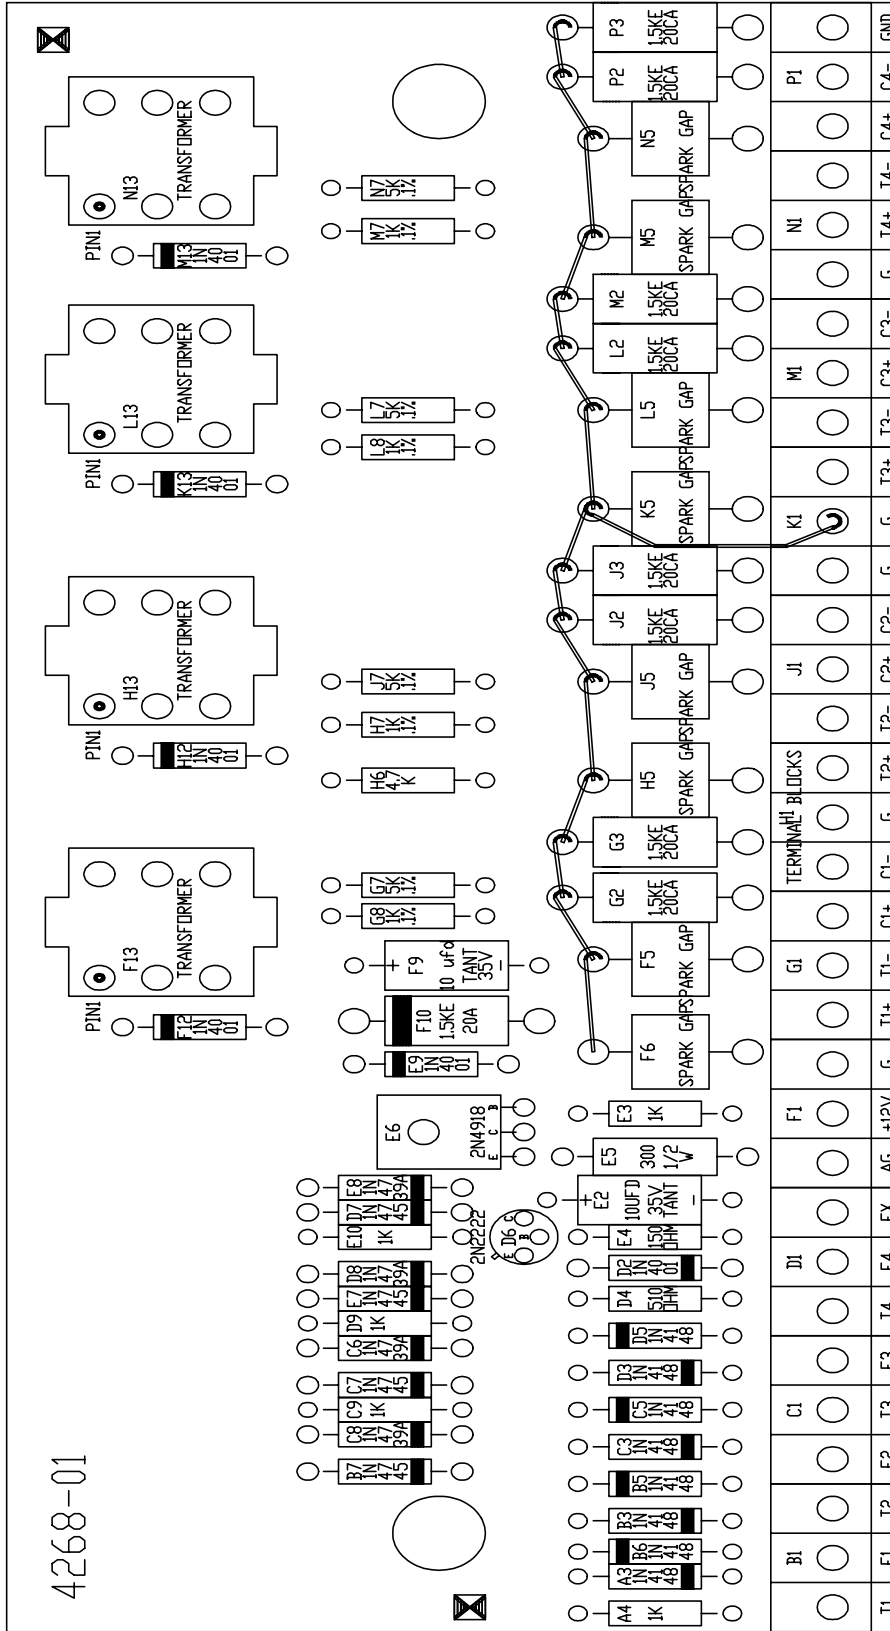 4268-01
PIN1
N13
TRANSFORMER
M13
1N
40
01
PIN1
L13
TRANSFORMER
K13
1N
40
01
PIN1
H13
TRANSFORMER
H12
1N
40
01
PIN1
F13
TRANSFORMER
F12
1N
40
01
N7
5K
.1%
M7
1K
.1%
L7
5K
.1%
L8
1K
.1%
J7
5K
.1%
H7
1K
.1%
H6
4.7
K
G7
5K
.1%
G8
1K
.1%
+ F9 -
10 ufd
TANT
35V
F10
1.5KE
20A
E9
1N
40
01
E6
2N4918
E C B
E8
1N
47
39A
D7
1N
47
45
E10
1K
D8
1N
47
39A
E7
1N
47
45
D9
1K
C6
1N
47
39A
C7
1N
47
45
C9
1K
C8
1N
47
39A
B7
1N
47
45
2N2222
E D6 C
B
P3
1.5KE
20CA
P2
1.5KE
20CA
N5
SPARK GAP
M5
SPARK GAP
M2
1.5KE
20CA
L2
1.5KE
20CA
L5
SPARK GAP
K5
SPARK GAP
J3
1.5KE
20CA
J2
1.5KE
20CA
J5
SPARK GAP
H5
SPARK GAP
G3
1.5KE
20CA
G2
1.5KE
20CA
F5
SPARK GAP
F6
SPARK GAP
E3
1K
E5
300
1/2
W
+ E2 -
10UFD
35V
TANT
E4
150
OHM
D2
1N
40
01
D4
510
OHM
D5
1N
41
48
D3
1N
41
48
C5
1N
41
48
C3
1N
41
48
B5
1N
41
48
B3
1N
41
48
B6
1N
41
48
A3
1N
41
48
A4
1K
P1
N1
M1
K1
J1
H1
TERMINAL BLOCKS
G1
F1
D1
C1
B1
GND
C4-
C4+
T4-
T4+
G
C3-
C3+
T3-
T3+
G
G
C2-
C2+
T2-
T2+
G
C1-
C1+
T1-
T1+
G
+12V
AG
EX
E4
T4
E3
T3
E2
T2
E1
T1